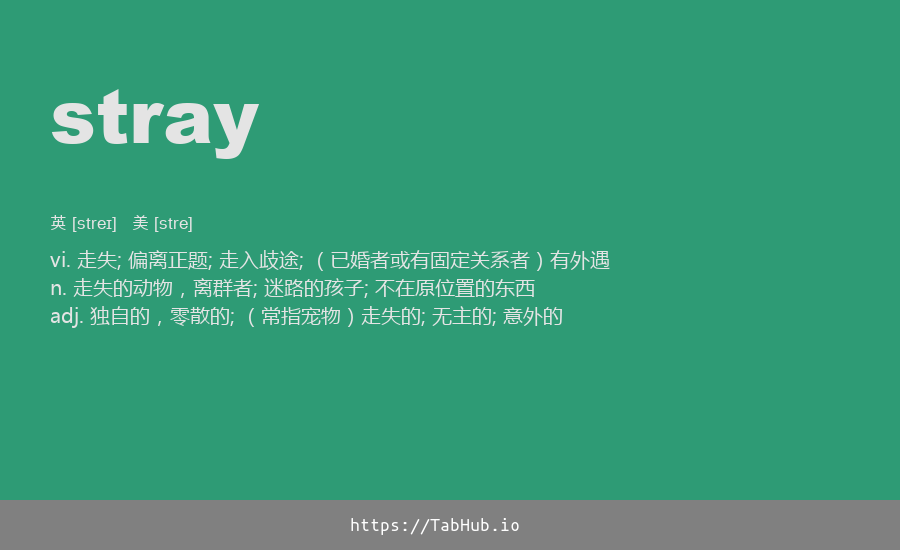 stray
英 [streɪ] 美 [stre]
vi. 走失; 偏离正题; 走入歧途; （已婚者或有固定关系者）有外遇
n. 走失的动物，离群者; 迷路的孩子; 不在原位置的东西
adj. 独自的，零散的; （常指宠物）走失的; 无主的; 意外的
https://TabHub.io